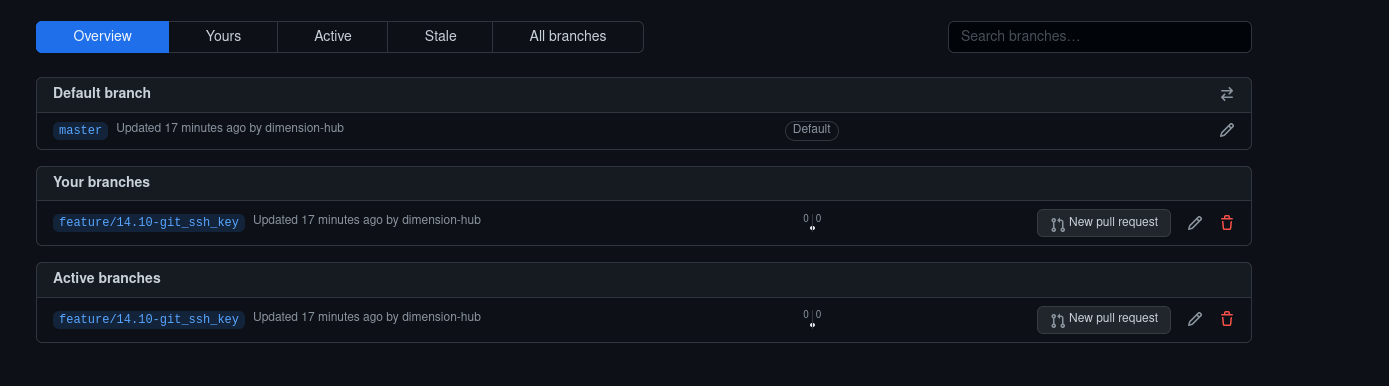 Overview Yours Active Stale All branches Search branches...
Default branch
master Updated 17 minutes ago by dimension-hub Default
Your branches
feature/14.10-git_ssh_key Updated 17 minutes ago by dimension-hub 0 | 0 New pull request
Active branches
feature/14.10-git_ssh_key Updated 17 minutes ago by dimension-hub 0 | 0 New pull request